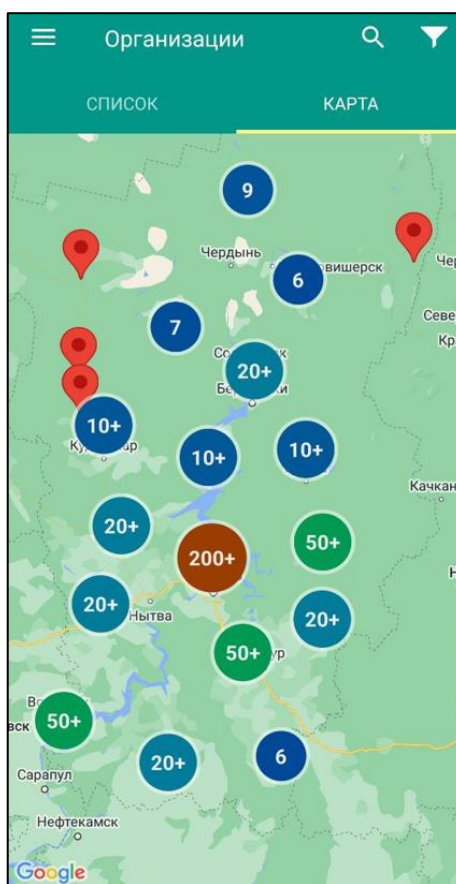 Организации
СПИСОК
КАРТА
9
Чердынь
6
7
20+
10+
10+
10+
Качкан
20+
50+
200+
20+
Нытва
20+
50+
50+
20+
6
Сарапул
Нефтекамск
Google